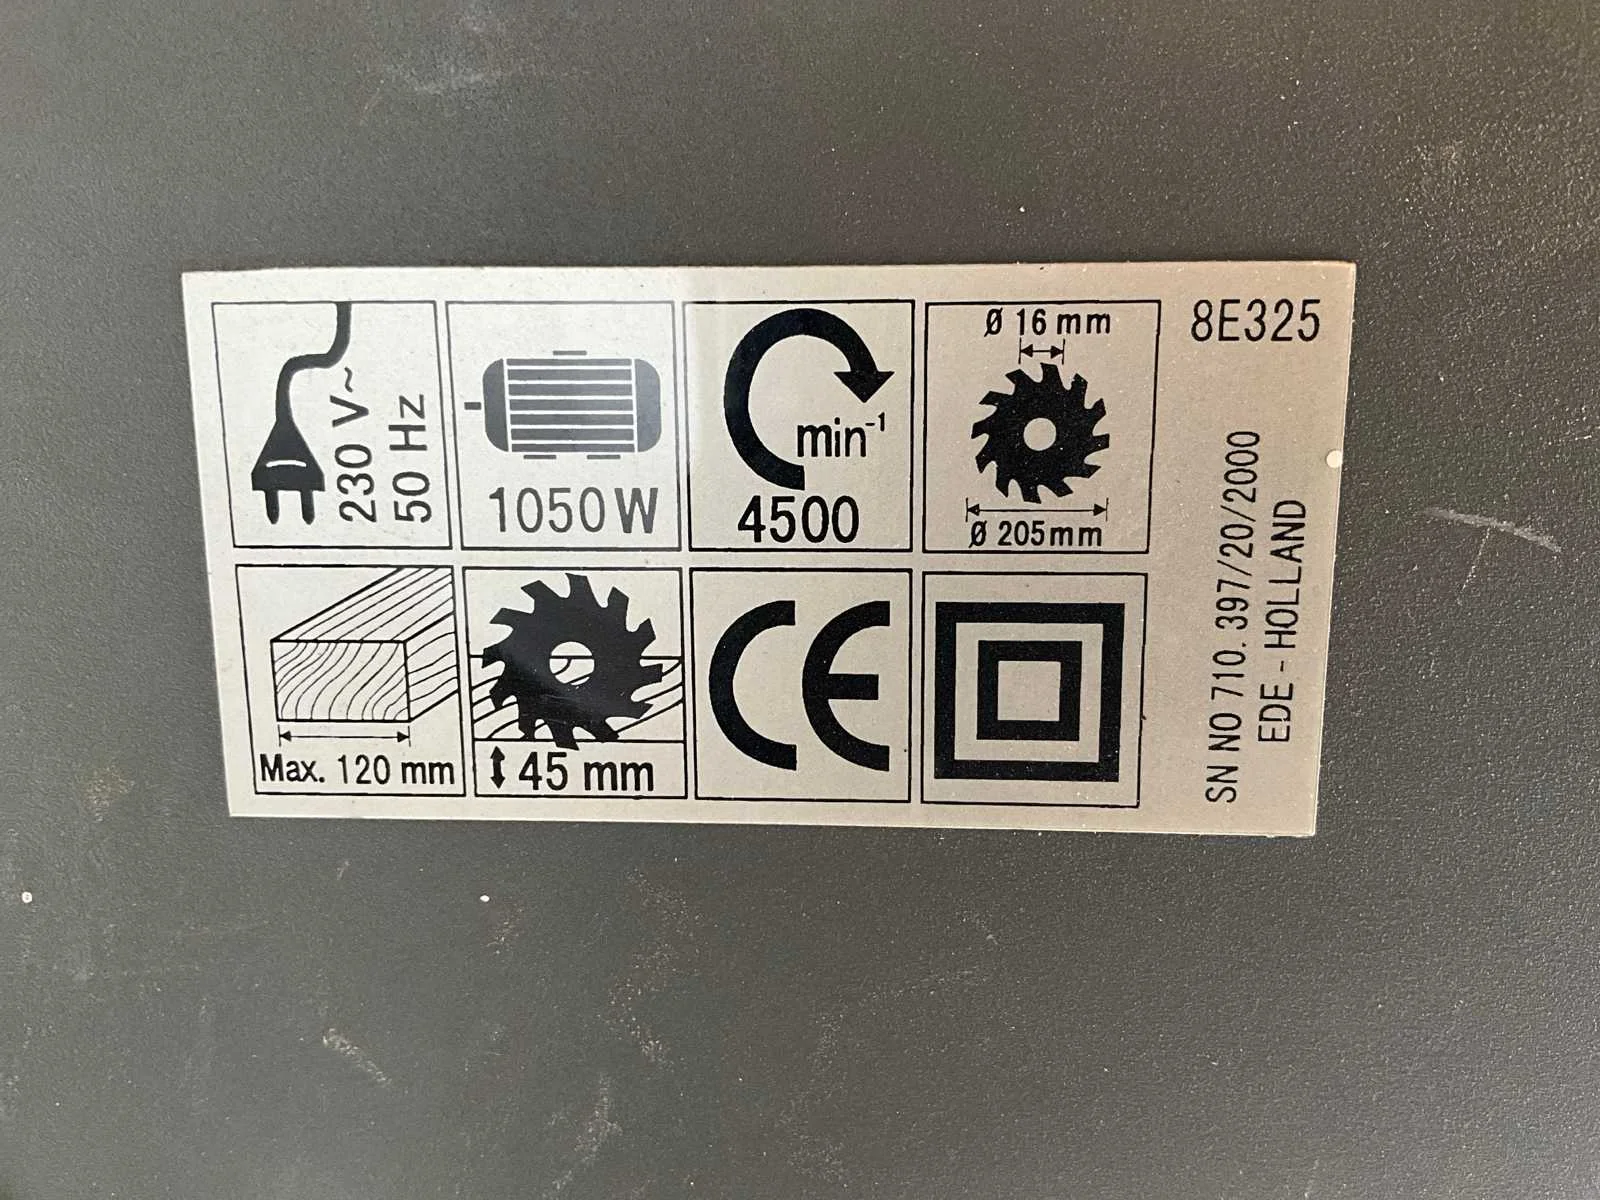 230 V~
50 Hz
1050 W
min⁻¹
4500
Ø 16 mm
Ø 205 mm
8E325
Max. 120 mm
45 mm
CE
SN NO 710.397/20/2000
EDE - HOLLAND